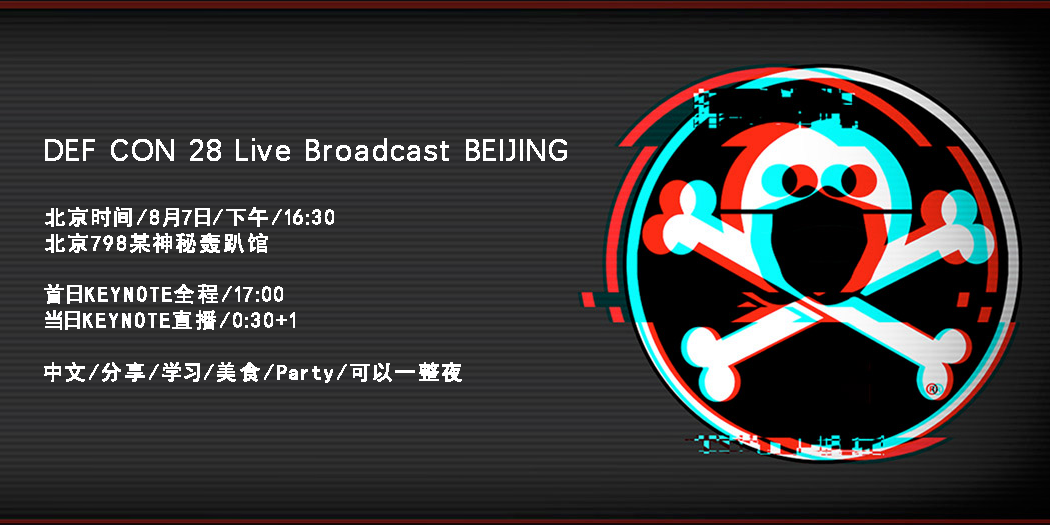 DEF CON 28 Live Broadcast BEIJING
北京时间/8月7日/下午/16:30
北京798某神秘轰趴馆
首日KEYNOTE全程/17:00
当日KEYNOTE直播/0:30+1
中文/分享/学习/美食/Party/可以一整夜
®